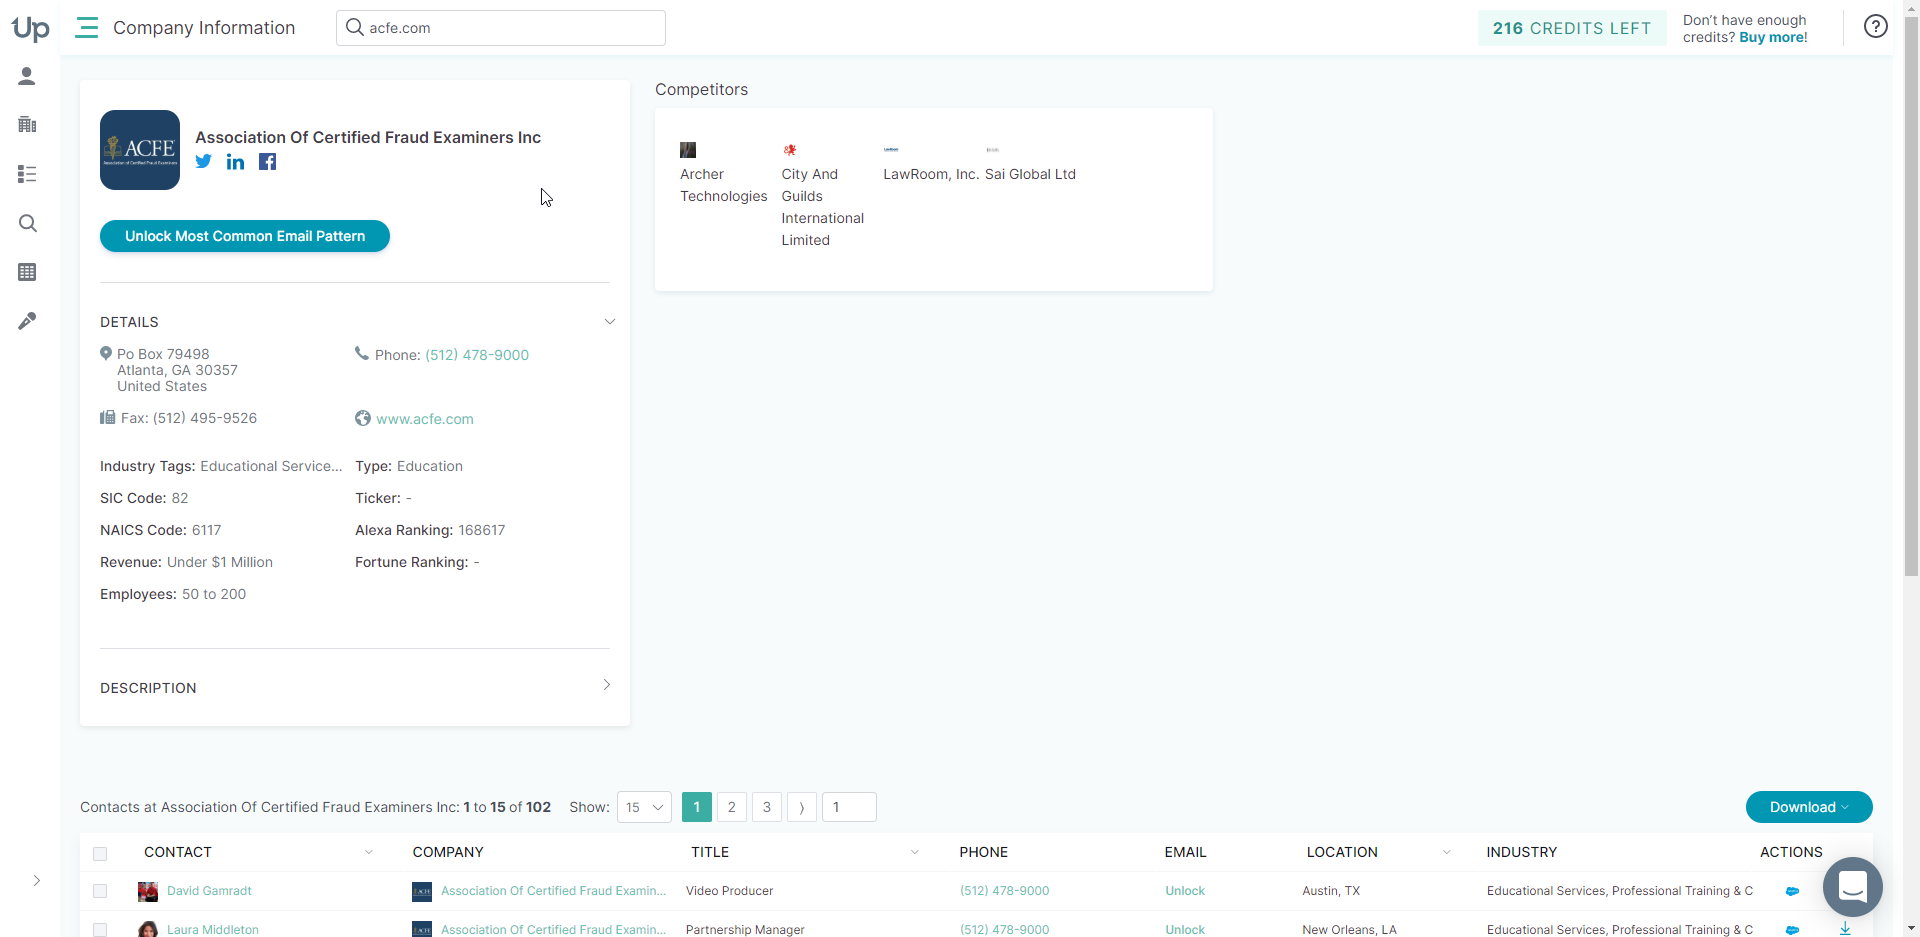 Up
Company Information
acfe.com
216 CREDITS LEFT
Don't have enough
credits? Buy more!
ACFE
Association of Certified Fraud Examiners
Association Of Certified Fraud Examiners Inc
Unlock Most Common Email Pattern
Competitors
Archer
Technologies
City And
Guilds
International
Limited
LawRoom, Inc.
Sai Global Ltd
DETAILS
Po Box 79498
Atlanta, GA 30357
United States
Phone: (512) 478-9000
Fax: (512) 495-9526
www.acfe.com
Industry Tags: Educational Service...
Type: Education
SIC Code: 82
Ticker: -
NAICS Code: 6117
Alexa Ranking: 168617
Revenue: Under $1 Million
Fortune Ranking: -
Employees: 50 to 200
DESCRIPTION
Contacts at Association Of Certified Fraud Examiners Inc: 1 to 15 of 102 Show: 15 1 2 3 ⟩ 1
Download
CONTACT COMPANY TITLE PHONE EMAIL LOCATION INDUSTRY ACTIONS
David Gamradt Association Of Certified Fraud Examin... Video Producer (512) 478-9000 Unlock Austin, TX Educational Services, Professional Training & C
Laura Middleton Association Of Certified Fraud Examin... Partnership Manager (512) 478-9000 Unlock New Orleans, LA Educational Services, Professional Training & C